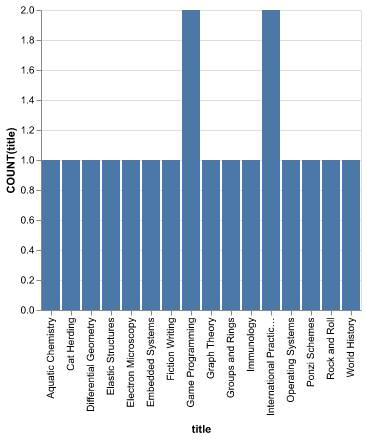 2.0
1.8
1.6
1.4
1.2
1.0
0.8
0.6
0.4
0.2
0.0
COUNT(title)
Aquatic Chemistry
Cat Herding
Differential Geometry
Elastic Structures
Electron Microscopy
Embedded Systems
Fiction Writing
Game Programming
Graph Theory
Groups and Rings
Immunology
International Practic…
Operating Systems
Ponzi Schemes
Rock and Roll
World History
title